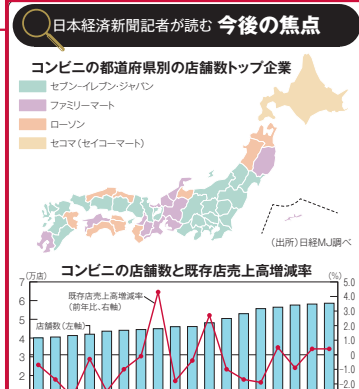 日本経済新聞記者が読む 今後の焦点
コンビニの都道府県別の店舗数トップ企業
セブン-イレブン・ジャパン
ファミリーマート
ローソン
セコマ（セイコーマート）
（出所）日経MJ調べ
コンビニの店舗数と既存店売上高増減率
（万店）
（％）
7
6
5
4
3
2
既存店売上高増減率
（前年比、右軸）
店舗数（左軸）
5.0
4.0
3.0
2.0
1.0
0.0
-1.0
-2.0